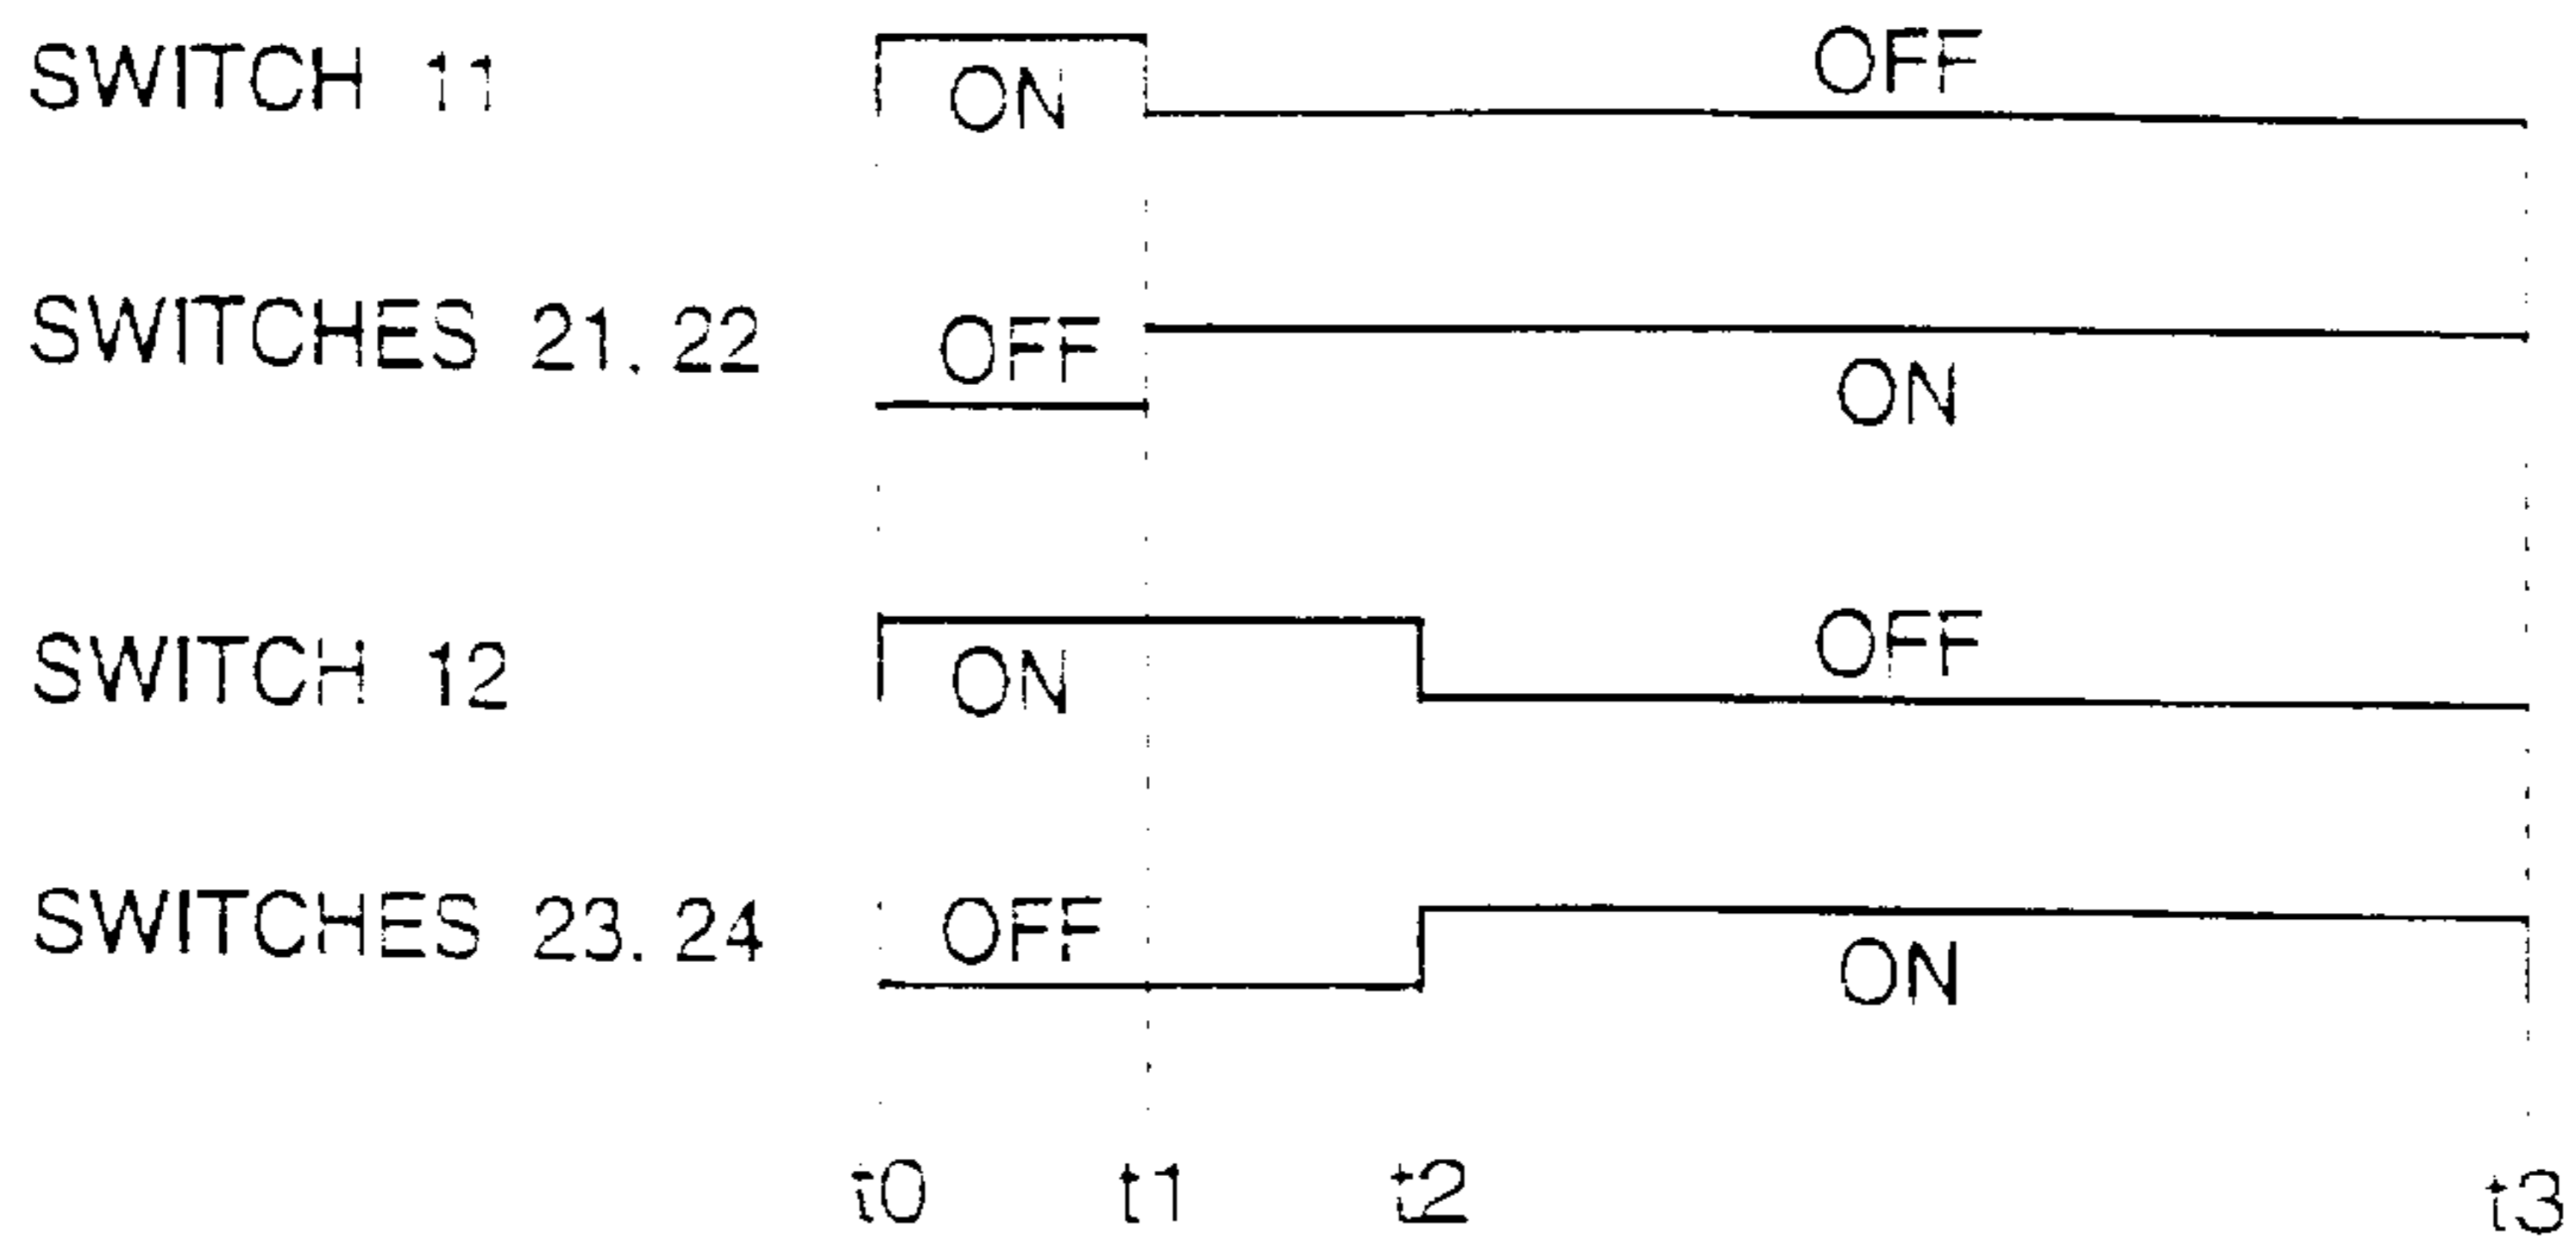 SWITCH 11 ON OFF
SWITCHES 21. 22 OFF ON
SWITCH 12 ON OFF
SWITCHES 23. 24 OFF ON
t0 t1 t2 t3